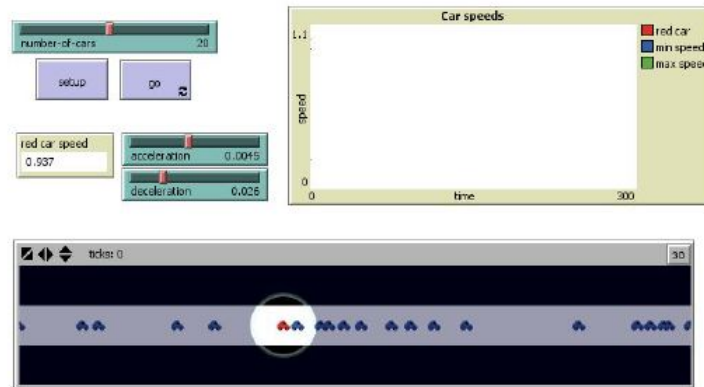 number-of-cars 20
setup
go
red car speed
0.937
acceleration 0.0045
deceleration 0.026
Car speeds
1.1
speed
0
0
time
300
red car
min speed
max speed
ticks: 0
3D